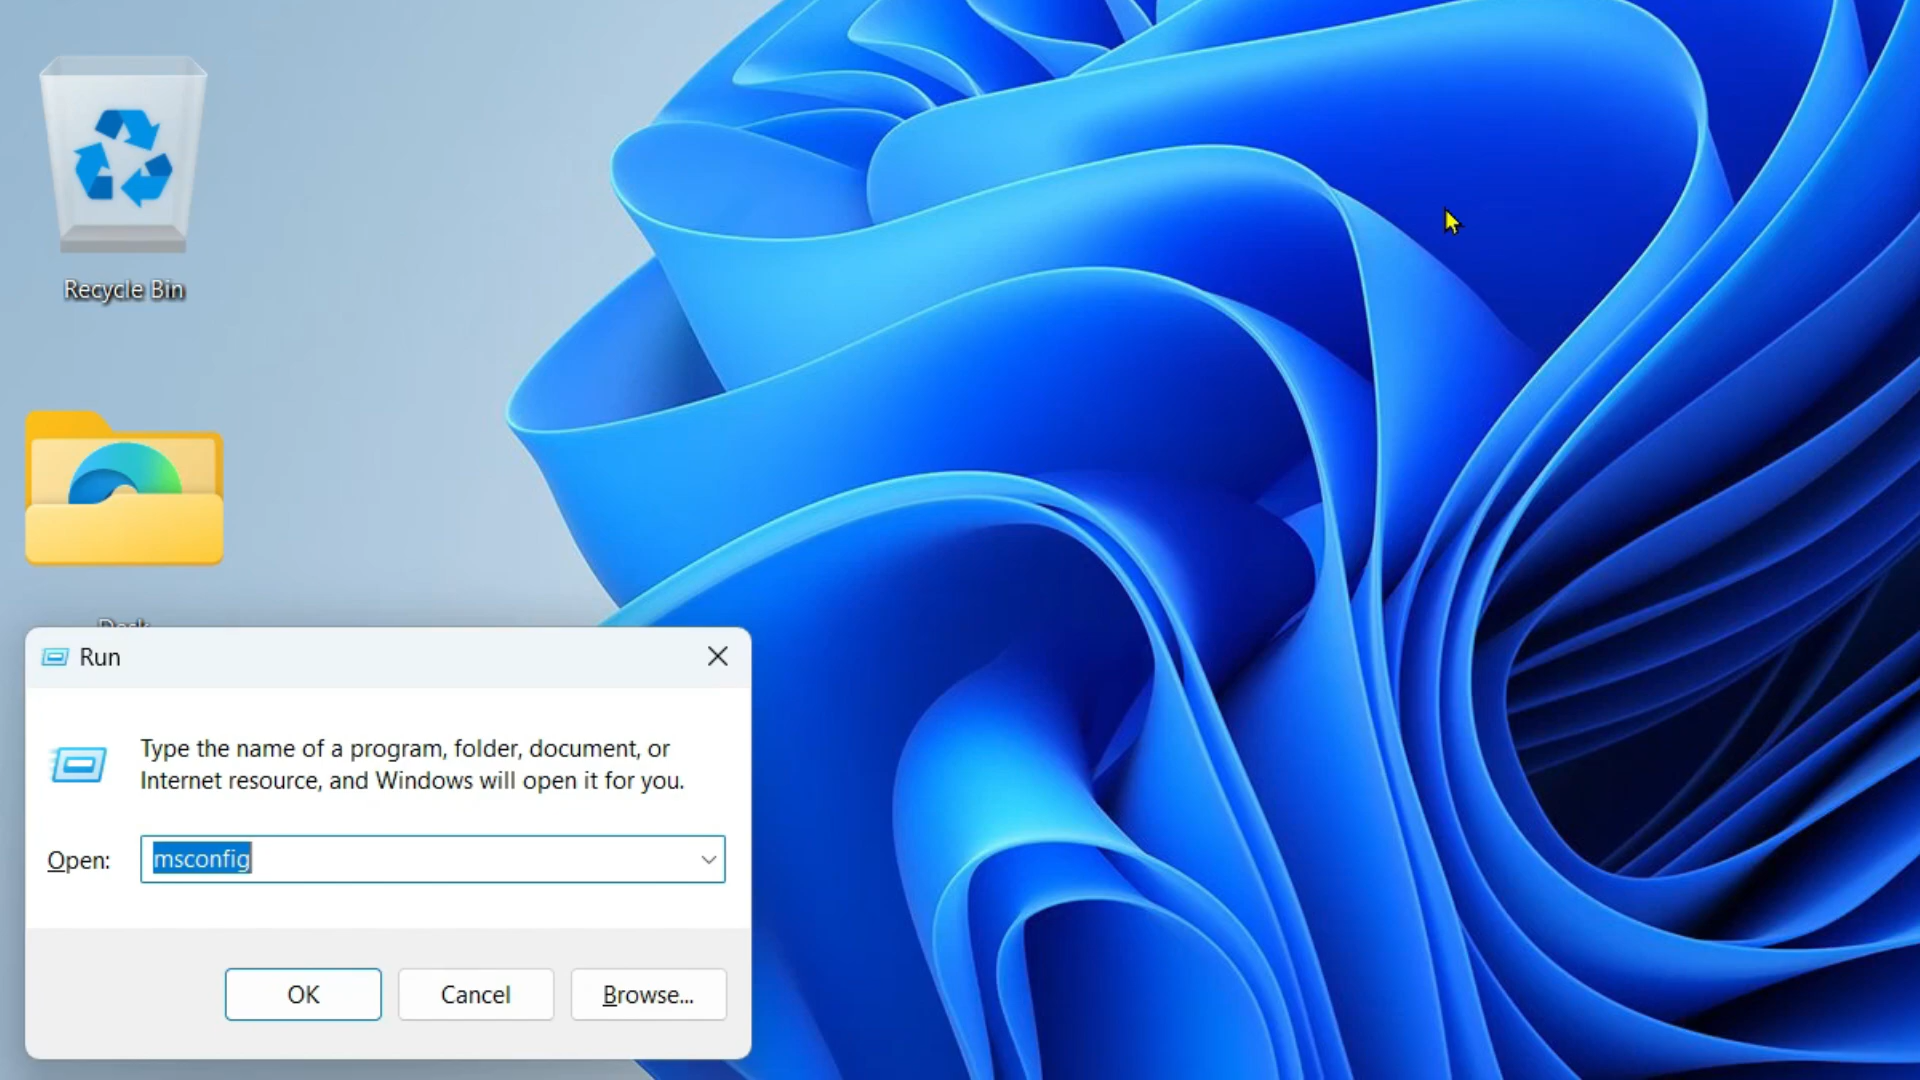 Recycle Bin
Desk
Run
Type the name of a program, folder, document, or
Internet resource, and Windows will open it for you.
Open:
msconfig
OK
Cancel
Browse...